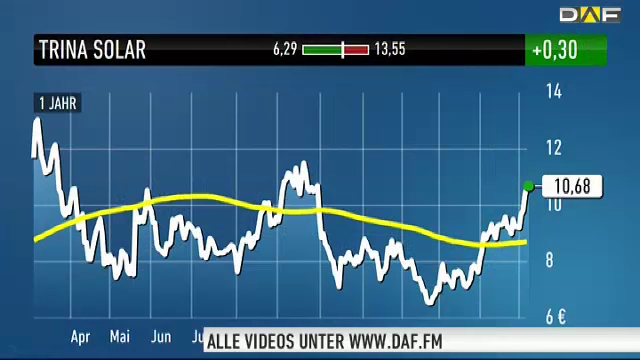 DAF
TRINA SOLAR 6,29 13,55 +0,30
1 JAHR
14
12
10,68
10
8
6 €
Apr Mai Jun
ALLE VIDEOS UNTER WWW.DAF.FM